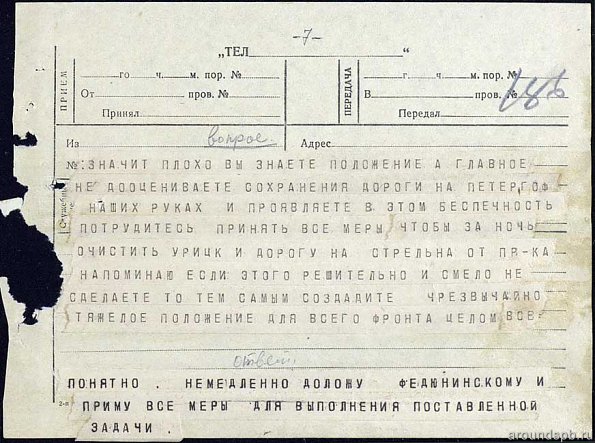 -7-
„ТЕЛ “
ПРИЕМ
го ч. м. пор. №
От пров. №
Принял
ПЕРЕДАЧА
г. ч. м. пор. №
В пров. №
Передал
186
Из вопрос. Адрес
№:ЗНАЧИТ ПЛОХО ВЫ ЗНАЕТЕ ПОЛОЖЕНИЕ А ГЛАВНОЕ
НЕ ДООЦЕНИВАЕТЕ СОХРАНЕНИЯ ДОРОГИ НА ПЕТЕРГОФ
НАШИХ РУКАХ И ПРОЯВЛЯЕТЕ В ЭТОМ БЕСПЕЧНОСТЬ
ПОТРУДИТЕСЬ ПРИНЯТЬ ВСЕ МЕРЫ ЧТОБЫ ЗА НОЧЬ
ОЧИСТИТЬ УРИЦК И ДОРОГУ НА СТРЕЛЬНА ОТ ПР-КА
НАПОМИНАЮ ЕСЛИ ЭТОГО РЕШИТЕЛЬНО И СМЕЛО НЕ
СДЕЛАЕТЕ ТО ТЕМ САМЫМ СОЗДАДИТЕ ЧРЕЗВЫЧАЙНО
ТЯЖЕЛОЕ ПОЛОЖЕНИЕ ДЛЯ ВСЕГО ФРОНТА ЦЕЛОМ ВСЕ-
ответ.
ПОНЯТНО . НЕМЕДЛЕННО ДОЛОЖУ ФЕДЮНИНСКОМУ И
ПРИМУ ВСЕ МЕРЫ ДЛЯ ВЫПОЛНЕНИЯ ПОСТАВЛЕННОЙ
ЗАДАЧИ .
aroundspb.ru